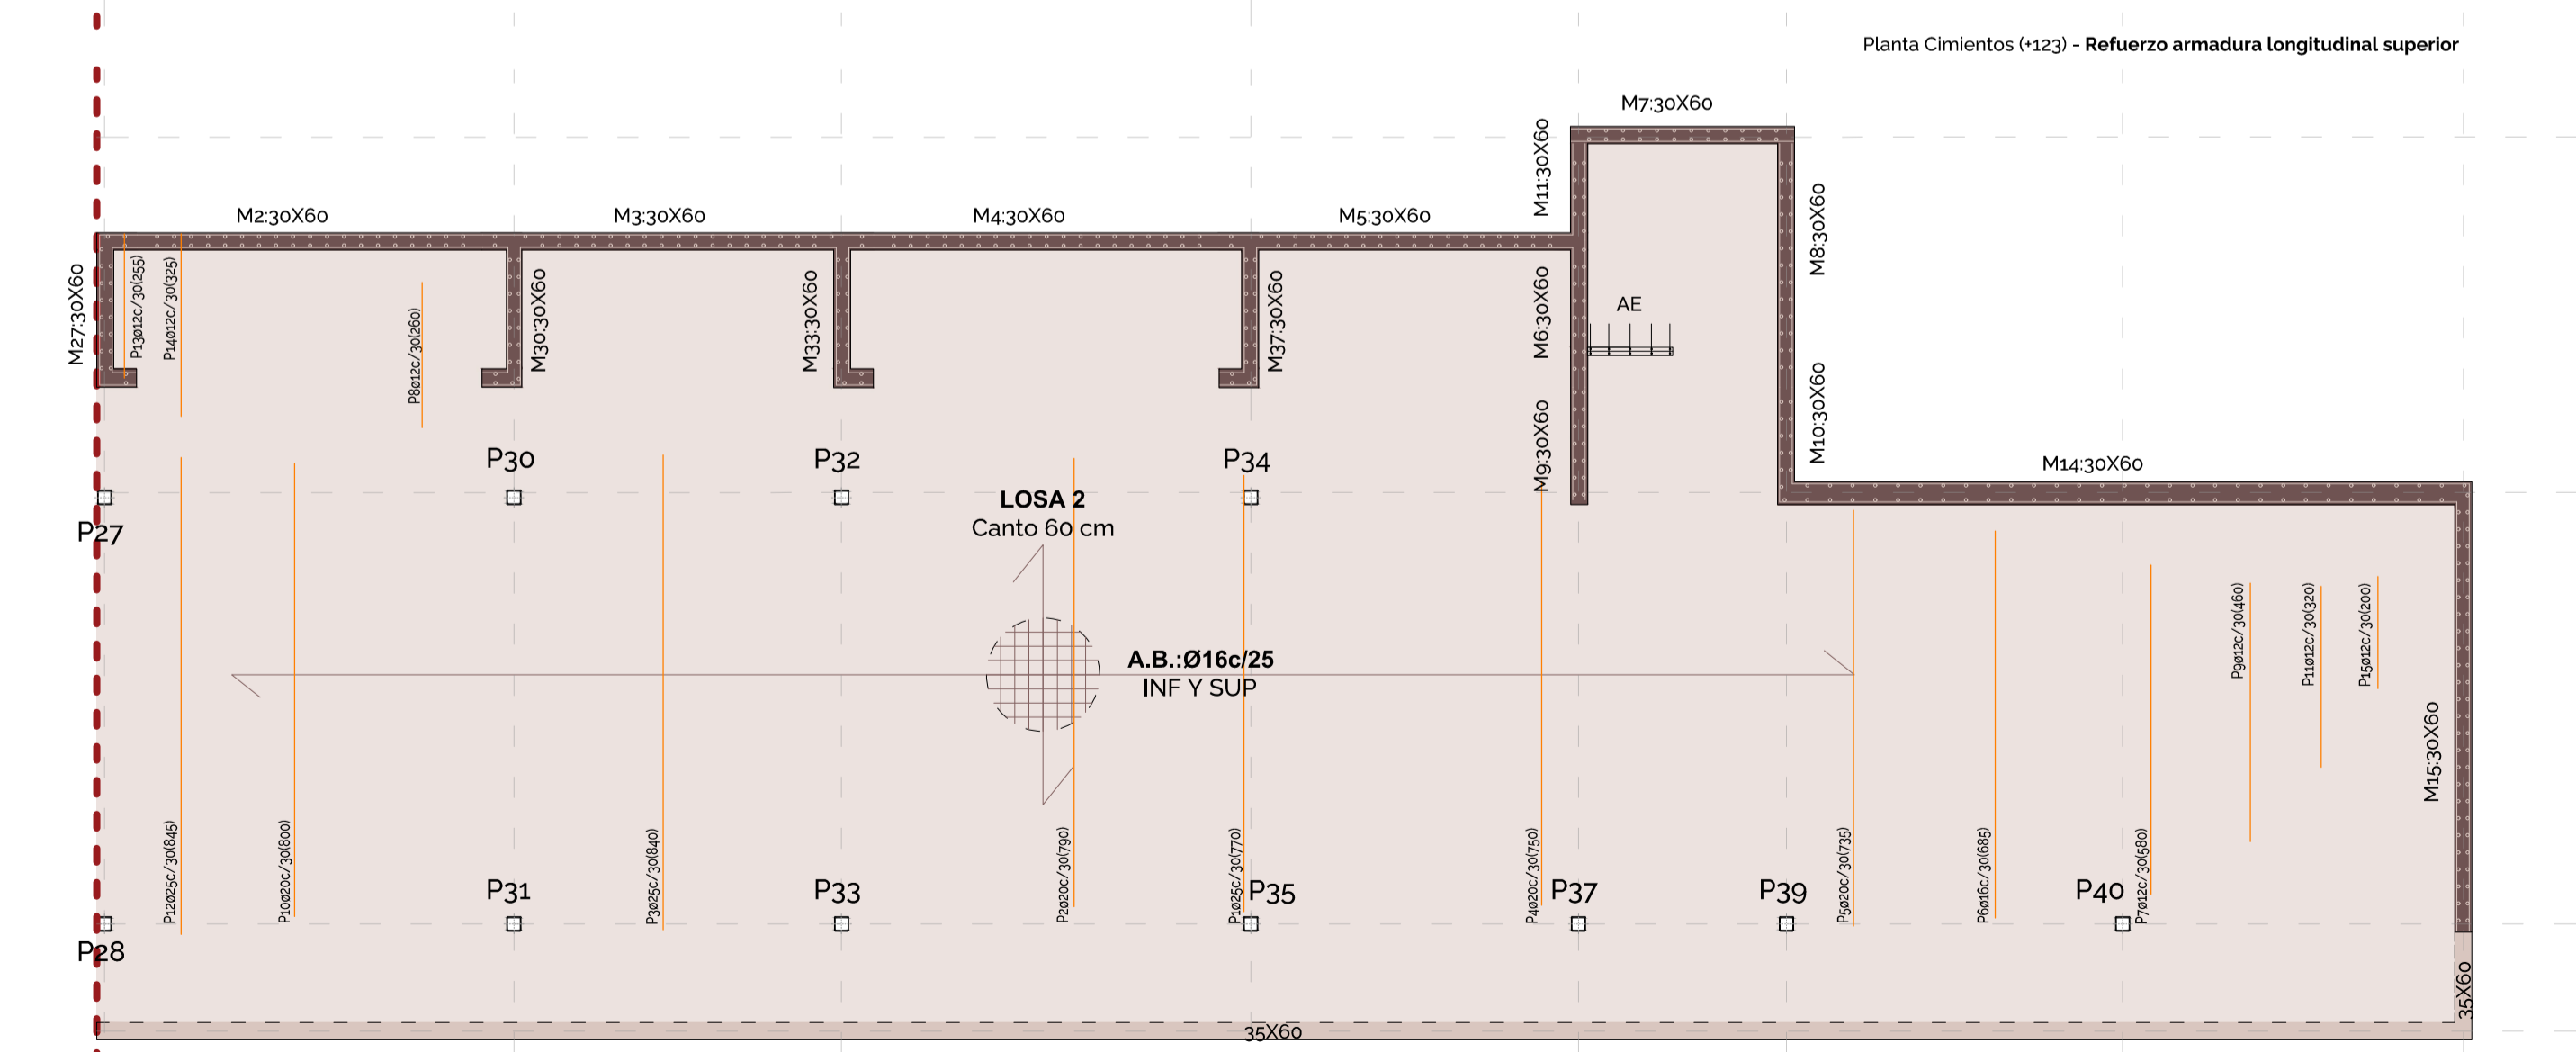 Planta Cimientos (+123) - Refuerzo armadura longitudinal superior
M7:30X60
M11:30X60
M8:30X60
M2:30X60
M3:30X60
M4:30X60
M5:30X60
M27:30X60
P13ø12c/30(255)
P14ø12c/30(325)
P8ø12c/30(260)
M30:30X60
M33:30X60
M37:30X60
M6:30X60
AE
M10:30X60
M9:30X60
P30
P32
P34
M14:30X60
LOSA 2
Canto 60 cm
P27
A.B.:Ø16c/25
INF Y SUP
P9ø12c/30(460)
P11ø12c/30(320)
P15ø12c/30(200)
M15:30X60
P12ø25c/30(845)
P10ø20c/30(800)
P3ø25c/30(840)
P2ø20c/30(790)
P1ø25c/30(770)
P4ø20c/30(750)
P5ø20c/30(735)
P6ø16c/30(685)
P7ø12c/30(580)
P31
P33
P35
P37
P39
P40
P28
35X60
35X60